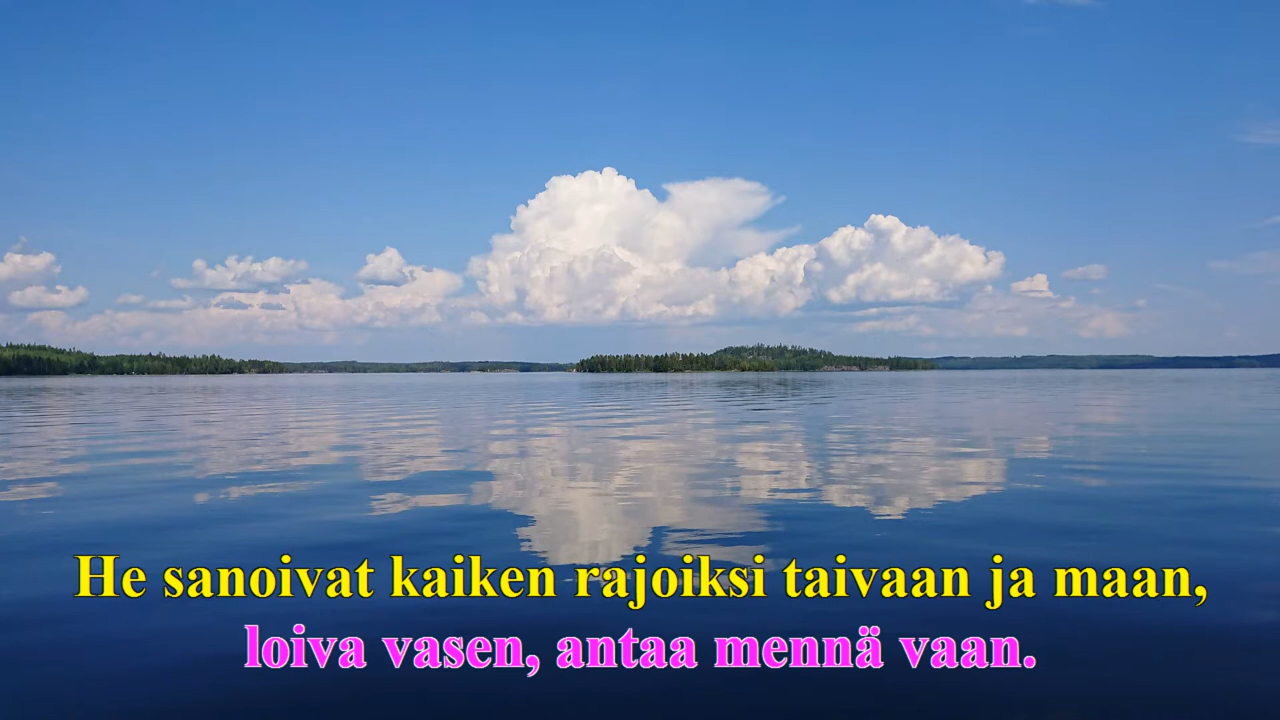 He sanoivat kaiken rajoiksi taivaan ja maan,
loiva vasen, antaa mennä vaan.